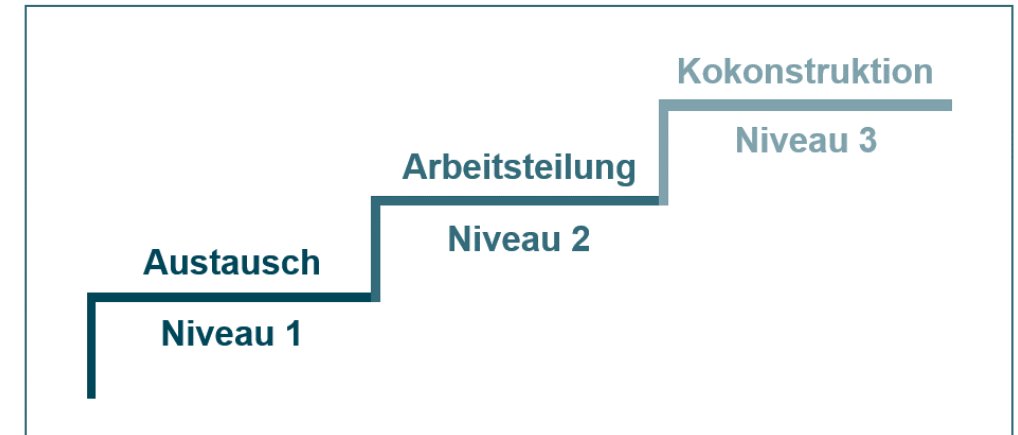 Kokonstruktion
Niveau 3
Arbeitsteilung
Niveau 2
Austausch
Niveau 1